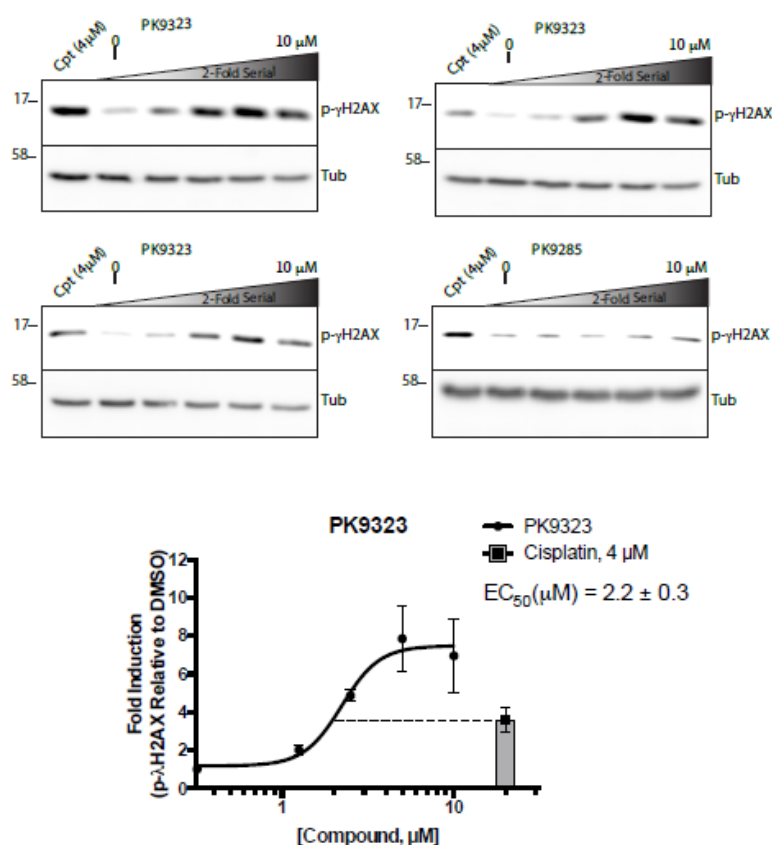 PK9323
Cpt (4µM) 0 10 µM
2-Fold Serial
17 p-γH2AX
58 Tub
PK9323
Cpt (4µM) 0 10 µM
2-Fold Serial
17 p-γH2AX
58 Tub
PK9323
Cpt (4µM) 0 10 µM
2-Fold Serial
17 p-γH2AX
58 Tub
PK9285
Cpt (4µM) 0 10 µM
2-Fold Serial
17 p-γH2AX
58 Tub
PK9323
PK9323
Cisplatin, 4 µM
EC50(µM) = 2.2 ± 0.3
Fold Induction
(p-λH2AX Relative to DMSO)
12
10
8
6
4
2
0
1 10
[Compound, µM]